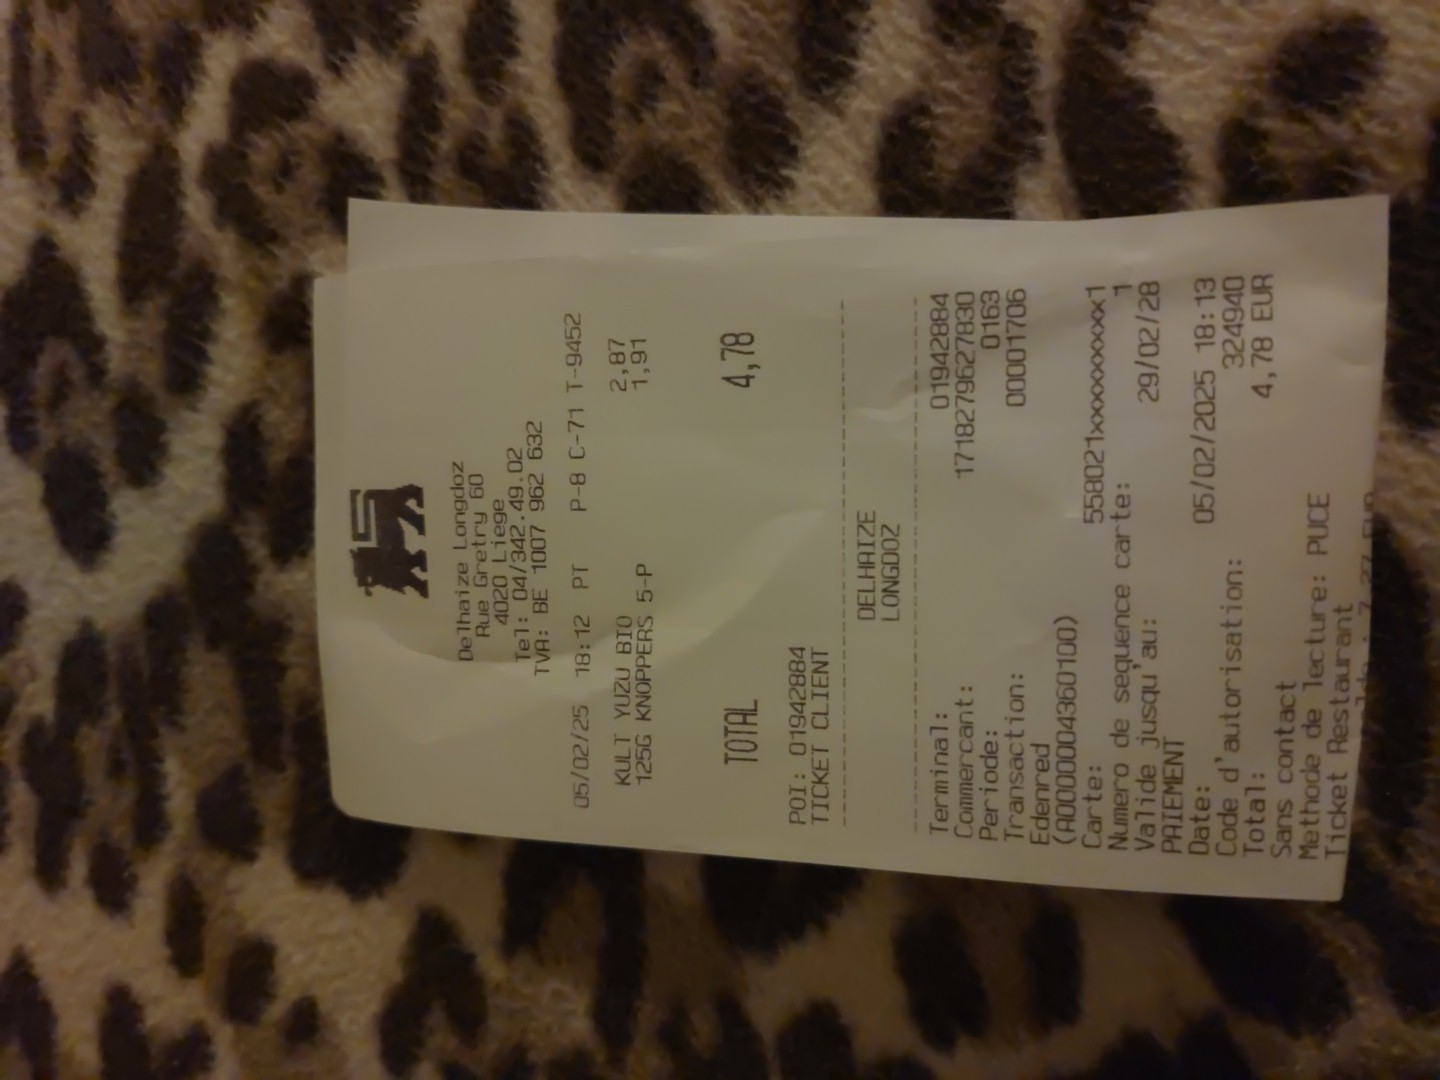 Delhaize Longdoz
Rue Gretry 60
4020 Liege
Tel: 04/342.49.02
TVA: BE 1007 962 632
05/02/25 18:12 PT P-8 C-71 T-9452
KULT YUZU BIO 2,87
125G KNOPPERS 5-P 1,91
TOTAL 4,78
POI: 01942884
TICKET CLIENT
DELHAIZE
LONGDOZ
Terminal: 01942884
Commercant: 171827962627830
Periode: 0163
Transaction: 00001706
Edenred
(A00000004360100)
Carte: 558021xxxxxxxxxx1
Numero de sequence carte: 1
Valide jusqu'au: 29/02/28
PAIEMENT
Date: 05/02/2025 18:13
Code d'autorisation: 324940
Total: 4,78 EUR
Sans contact
Methode de lecture: PUCE
Ticket Restaurant